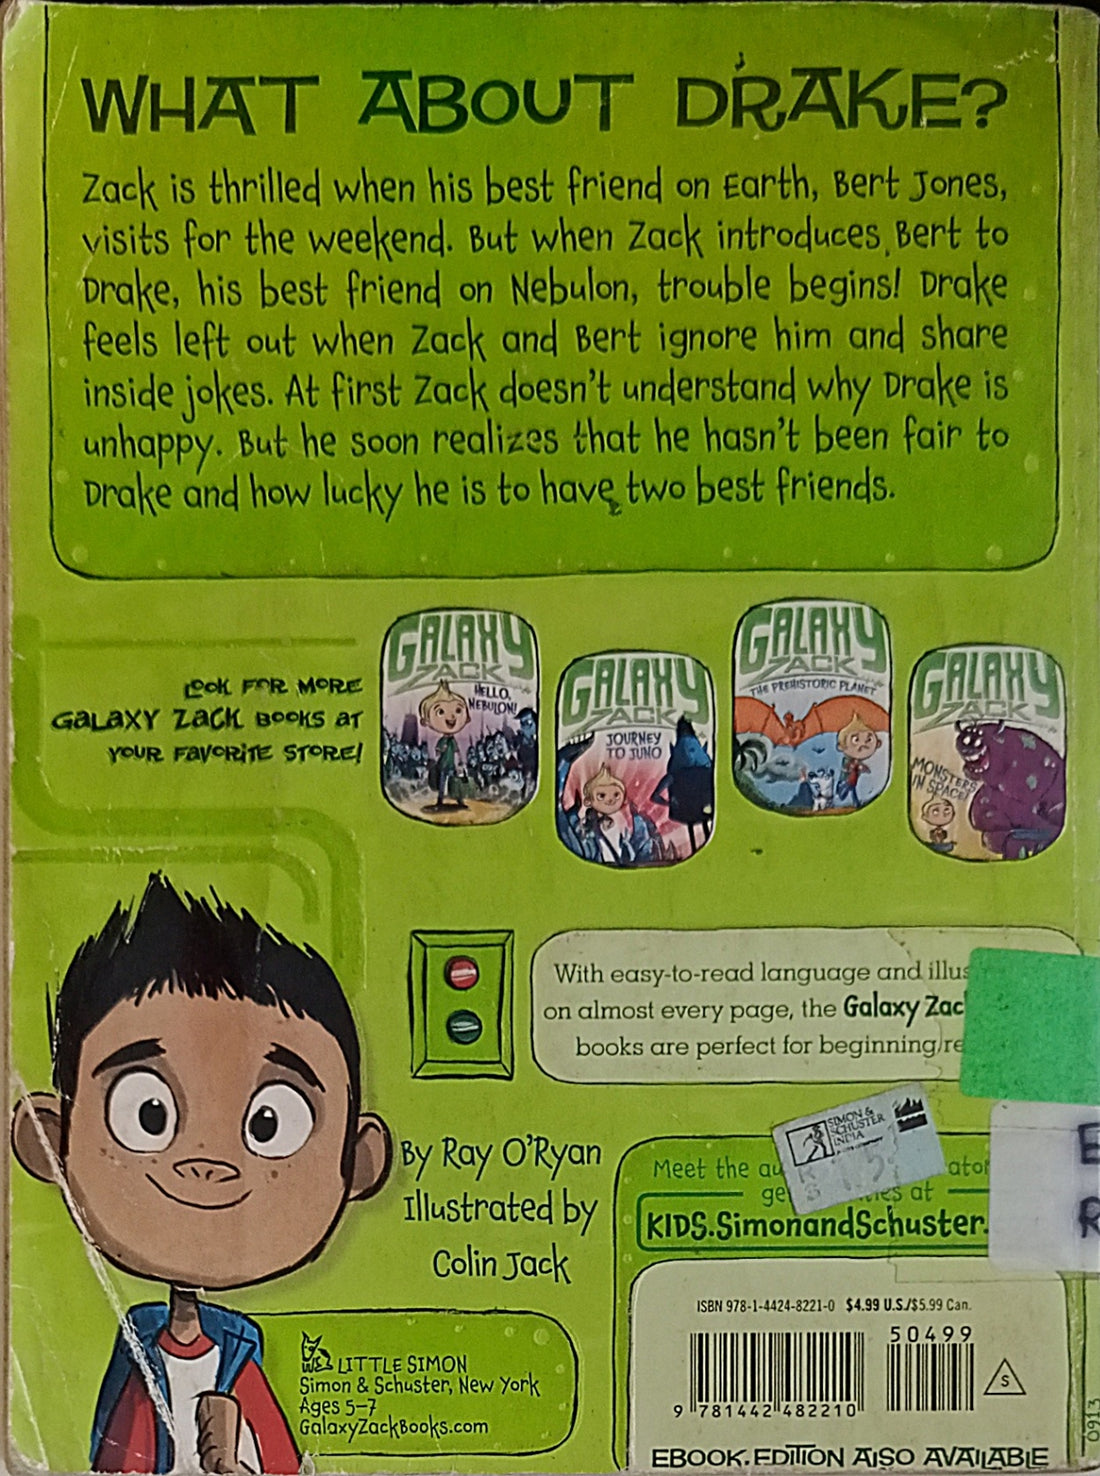 WHAT ABOUT DRAKE?
Zack is thrilled when his best friend on Earth, Bert Jones,
visits for the weekend. But when Zack introduces Bert to
Drake, his best friend on Nebulon, trouble begins! Drake
feels left out when Zack and Bert ignore him and share
inside jokes. At first Zack doesn't understand why Drake is
unhappy. But he soon realizes that he hasn't been fair to
Drake and how lucky he is to have two best friends.
LOOK FOR MORE
GALAXY ZACK BOOKS AT
YOUR FAVORITE STORE!
GALAXY
ZACK
HELLO,
NEBULON!
GALAXY
ZACK
JOURNEY
TO JUNO
GALAXY
ZACK
THE PREHISTORIC PLANET
GALAXY
ZACK
MONSTERS
IN SPACE!
With easy-to-read language and illus
on almost every page, the Galaxy Zac
books are perfect for beginning re
By Ray O'Ryan
Illustrated by
Colin Jack
SIMON &
SCHUSTER
INDIA
Meet the au ator
ge es at
KIDS.SimonandSchuster.
E
R
ISBN 978-1-4424-8221-0 $4.99 U.S./$5.99 Can.
50499
9 781442 482210
S
0913
EBOOK EDITION ALSO AVAILABLE
LITTLE SIMON
Simon & Schuster, New York
Ages 5–7
GalaxyZackBooks.com